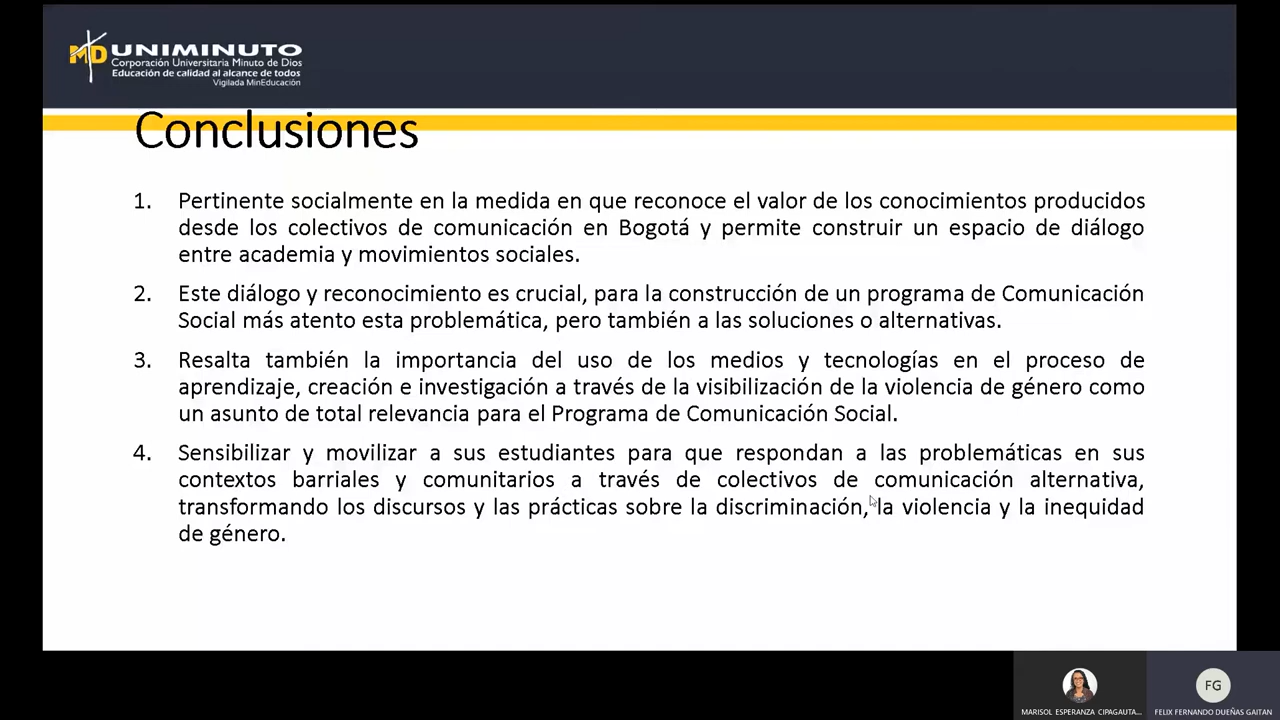 MD UNIMINUTO
Corporación Universitaria Minuto de Dios
Educación de calidad al alcance de todos
Vigilada MinEducación
Conclusiones
1. Pertinente socialmente en la medida en que reconoce el valor de los conocimientos producidos
desde los colectivos de comunicación en Bogotá y permite construir un espacio de diálogo
entre academia y movimientos sociales.
2. Este diálogo y reconocimiento es crucial, para la construcción de un programa de Comunicación
Social más atento esta problemática, pero también a las soluciones o alternativas.
3. Resalta también la importancia del uso de los medios y tecnologías en el proceso de
aprendizaje, creación e investigación a través de la visibilización de la violencia de género como
un asunto de total relevancia para el Programa de Comunicación Social.
4. Sensibilizar y movilizar a sus estudiantes para que respondan a las problemáticas en sus
contextos barriales y comunitarios a través de colectivos de comunicación alternativa,
transformando los discursos y las prácticas sobre la discriminación, la violencia y la inequidad
de género.
FG
MARISOL ESPERANZA CIPAGAUTA...
FELIX FERNANDO DUEÑAS GAITAN